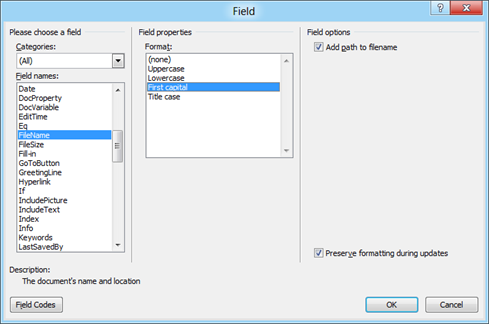 Field
?
Please choose a field
Categories:
(All)
Field names:
Date
DocProperty
DocVariable
EditTime
Eq
FileName
FileSize
Fill-in
GoToButton
GreetingLine
Hyperlink
If
IncludePicture
IncludeText
Index
Info
Keywords
LastSavedBy
Field properties
Format:
(none)
Uppercase
Lowercase
First capital
Title case
Field options
Add path to filename
Preserve formatting during updates
Description:
The document's name and location
Field Codes
OK
Cancel